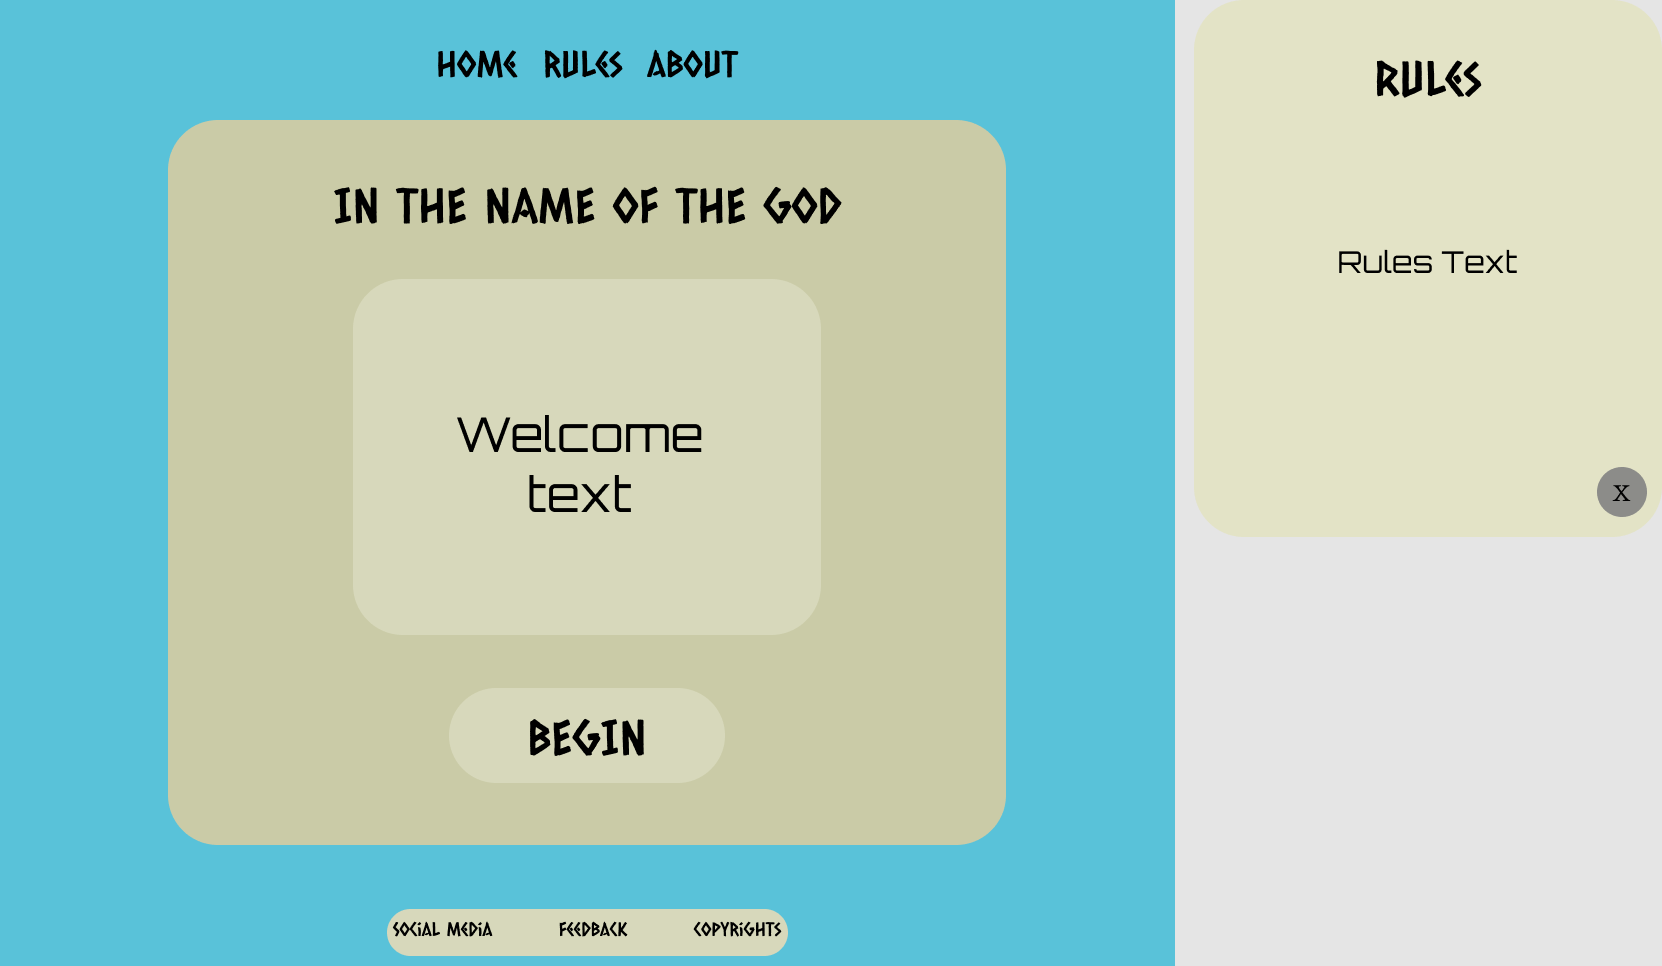 HOME RULES ABOUT
IN THE NAME OF THE GOD
Welcome
text
BEGIN
SOCIAL MEDIA FEEDBACK COPYRIGHTS
RULES
Rules Text
x